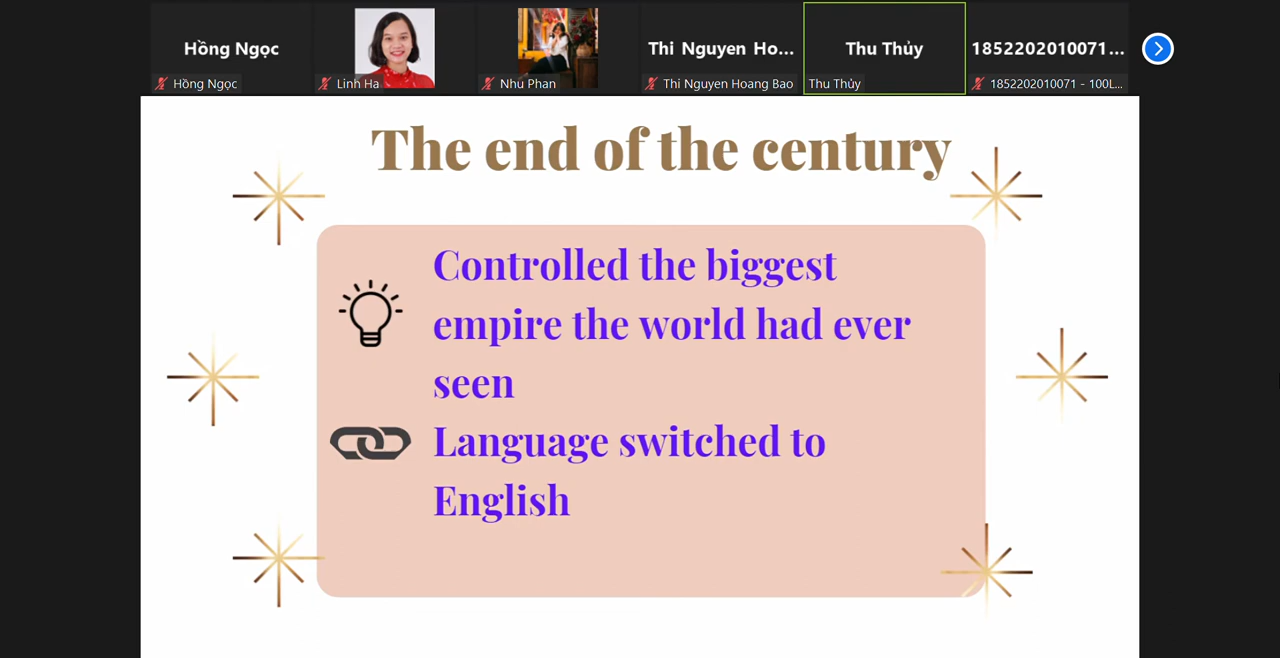 Hồng Ngọc
Thi Nguyen Ho...
Thu Thủy
1852202010071...
Hồng Ngọc
Linh Ha
Nhu Phan
Thi Nguyen Hoang Bao
Thu Thủy
1852202010071 - 100L...
The end of the century
Controlled the biggest
empire the world had ever
seen
Language switched to
English